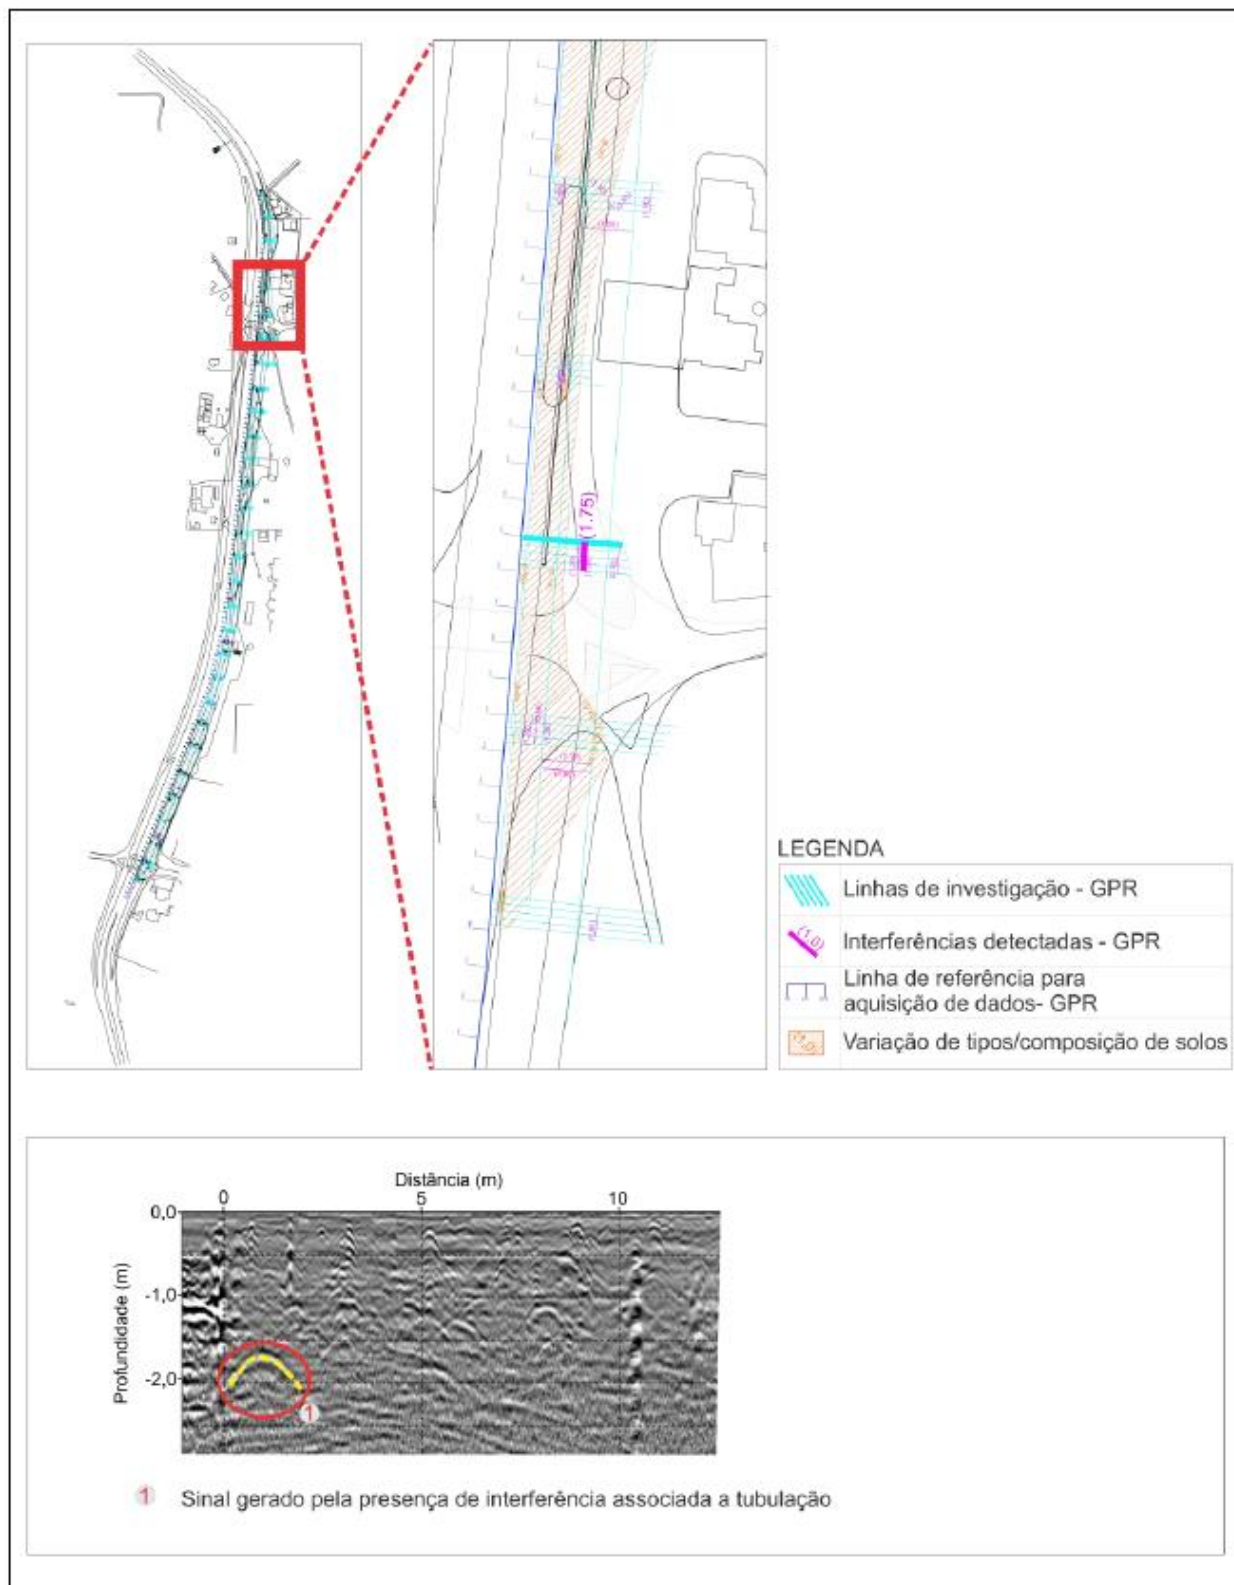 (1.75)
LEGENDA
Linhas de investigação - GPR
(1.0)
Interferências detectadas - GPR
Linha de referência para
aquisição de dados- GPR
Variação de tipos/composição de solos
Distância (m)
0 5 10
0,0
-1,0
-2,0
Profundidade (m)
1
1 Sinal gerado pela presença de interferência associada a tubulação